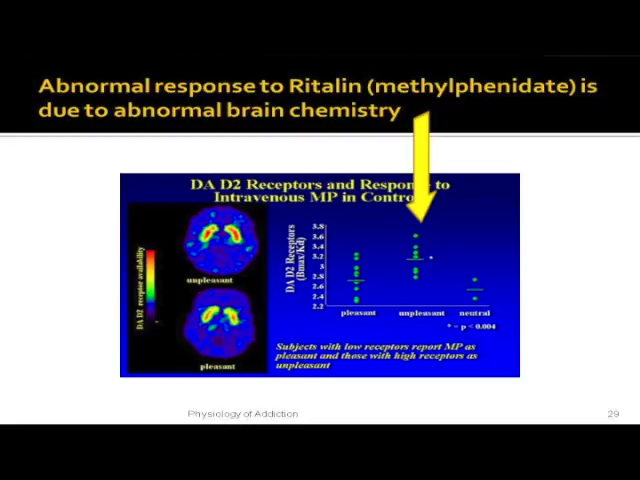 Abnormal response to Ritalin (methylphenidate) is
due to abnormal brain chemistry
DA D2 Receptors and Response to
Intravenous MP in
DA D2 receptor availability
unpleasant
pleasant
DA D2 Receptors
(Bmax/Kd)
3.8
3.6
3.4
3.2
3
2.8
2.6
2.4
2.2
pleasant unpleasant neutral
* = p < 0.004
Subjects with low receptors report MP as
pleasant and those with high receptors as
unpleasant
Physiology of Addiction 29